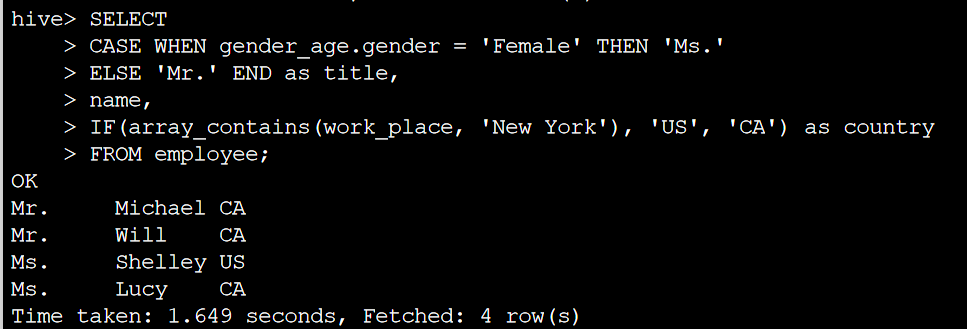 hive> SELECT
    > CASE WHEN gender_age.gender = 'Female' THEN 'Ms.'
    > ELSE 'Mr.' END as title,
    > name,
    > IF(array_contains(work_place, 'New York'), 'US', 'CA') as country
    > FROM employee;
OK
Mr.     Michael CA
Mr.     Will    CA
Ms.     Shelley US
Ms.     Lucy    CA
Time taken: 1.649 seconds, Fetched: 4 row(s)